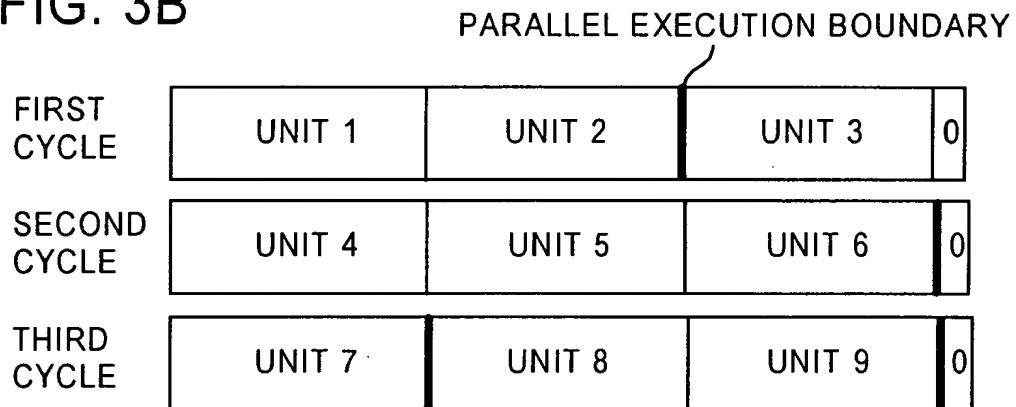 FIG. 3B
PARALLEL EXECUTION BOUNDARY
FIRST
CYCLE
UNIT 1 UNIT 2 UNIT 3 0
SECOND
CYCLE
UNIT 4 UNIT 5 UNIT 6 0
THIRD
CYCLE
UNIT 7 UNIT 8 UNIT 9 0